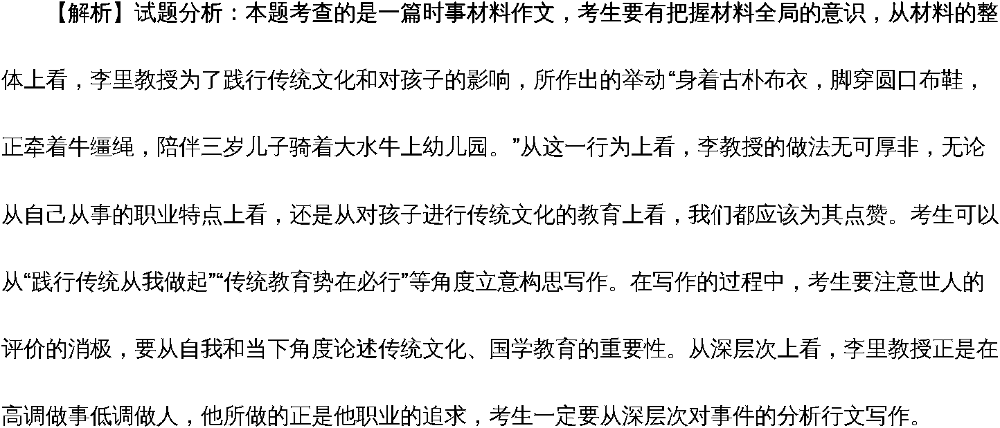 【解析】试题分析：本题考查的是一篇时事材料作文，考生要有把握材料全局的意识，从材料的整
体上看，李里教授为了践行传统文化和对孩子的影响，所作出的举动“身着古朴布衣，脚穿圆口布鞋，
正牵着牛缰绳，陪伴三岁儿子骑着大水牛上幼儿园。”从这一行为上看，李教授的做法无可厚非，无论
从自己从事的职业特点上看，还是从对孩子进行传统文化的教育上看，我们都应该为其点赞。考生可以
从“践行传统从我做起”“传统教育势在必行”等角度立意构思写作。在写作的过程中，考生要注意世人的
评价的消极，要从自我和当下角度论述传统文化、国学教育的重要性。从深层次上看，李里教授正是在
高调做事低调做人，他所做的正是他职业的追求，考生一定要从深层次对事件的分析行文写作。